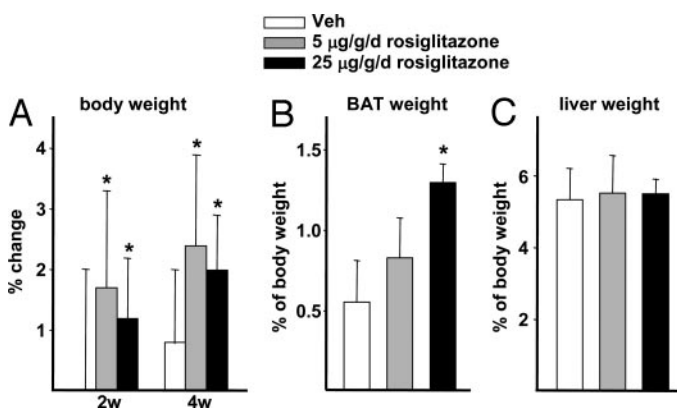 Veh
5 µg/g/d rosiglitazone
25 µg/g/d rosiglitazone
A
body weight
% change
4
3
2
1
*
*
*
*
2w
4w
B
BAT weight
% of body weight
1.5
1.0
0.5
*
C
liver weight
% of body weight
6
4
2